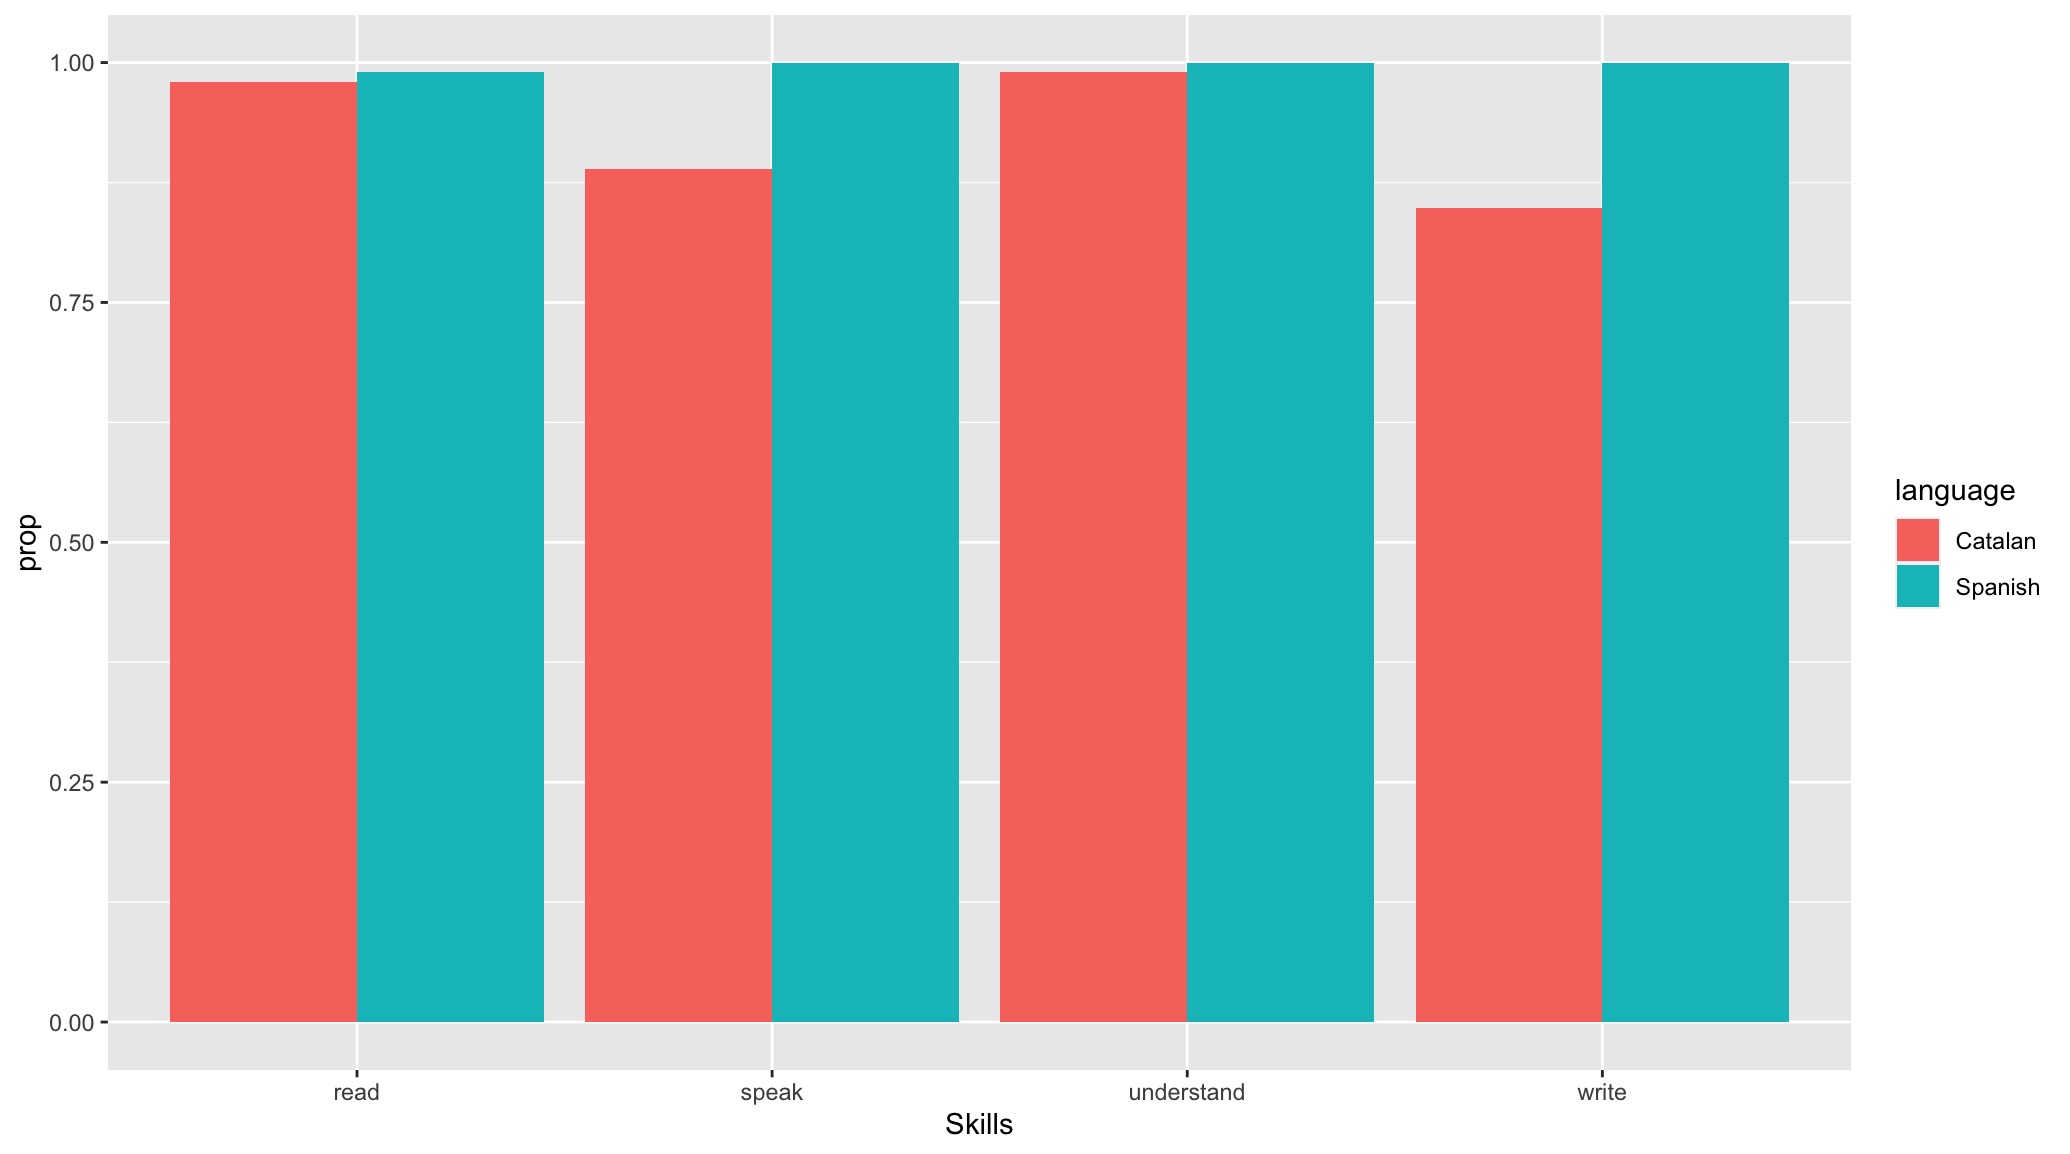 1.00
0.75
0.50
0.25
0.00
prop
read
speak
understand
write
Skills
language
Catalan
Spanish